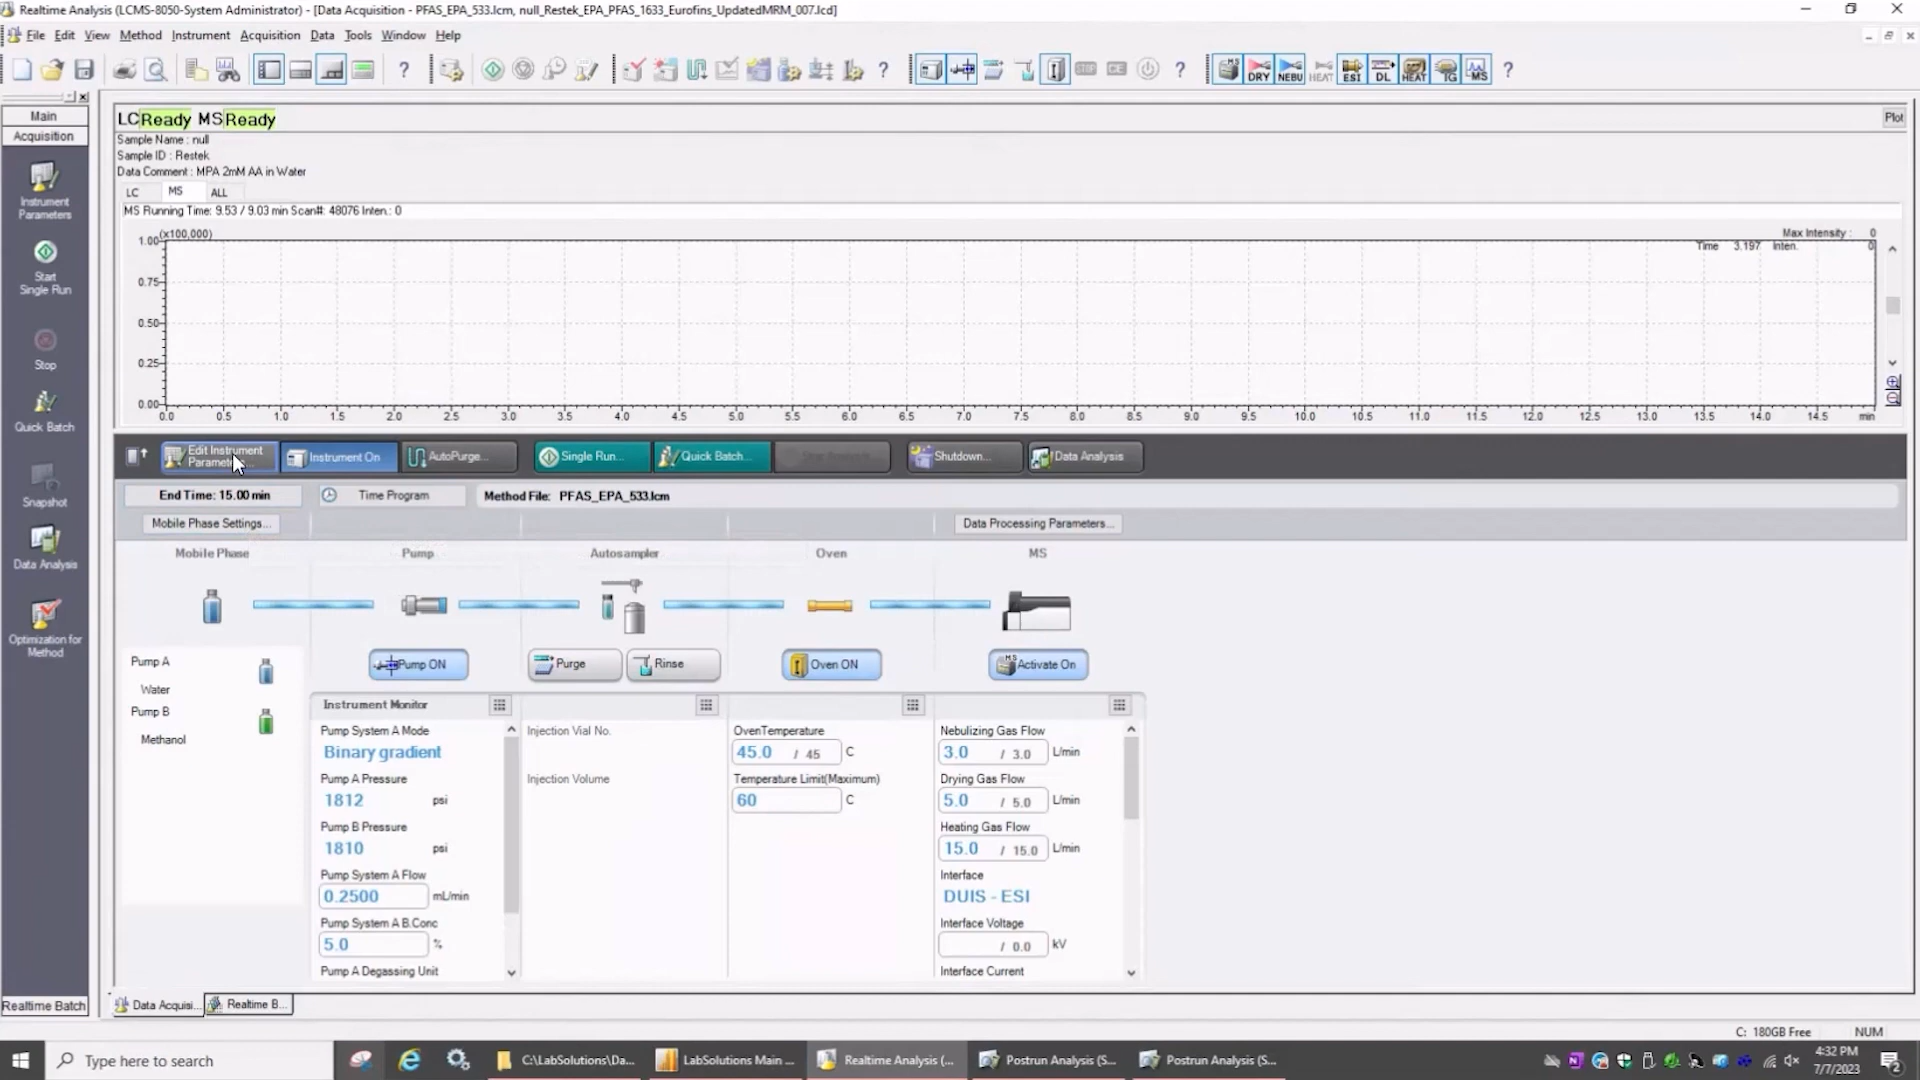 Realtime Analysis (LCMS-8050-System Administrator) - [Data Acquisition - PFAS_EPA_533.lcm, null_Restek_EPA_PFAS_1633_Eurofins_UpdatedMRM_007.lcd]
File Edit View Method Instrument Acquisition Data Tools Window Help
DRY NEBU HEAT ESI DL HEAT IG MS
Main
Acquisition
Instrument
Parameters
Start
Single Run
Stop
Quick Batch
Snapshot
Data Analysis
Optimization for
Method
Realtime Batch
LC Ready MS Ready
Plot
Sample Name : null
Sample ID : Restek
Data Comment : MPA 2mM AA in Water
LC MS ALL
MS Running Time: 9.53 / 9.03 min Scan#: 48076 Inten.: 0
(x100,000)
Max Intensity : 0
Time 3.197 Inten. 0
1.00
0.75
0.50
0.25
0.00
0.0 0.5 1.0 1.5 2.0 2.5 3.0 3.5 4.0 4.5 5.0 5.5 6.0 6.5 7.0 7.5 8.0 8.5 9.0 9.5 10.0 10.5 11.0 11.5 12.0 12.5 13.0 13.5 14.0 14.5 min
Edit Instrument
Instrument On AutoPurge... Single Run... Quick Batch... Shutdown... Data Analysis
End Time: 15.00 min Time Program Method File: PFAS_EPA_533.lcm
Mobile Phase Settings... Data Processing Parameters...
Mobile Phase Pump Autosampler Oven MS
Pump A
Water
Pump B
Methanol
Pump ON Purge Rinse Oven ON Activate On
Instrument Monitor
Pump System A Mode
Binary gradient
Pump A Pressure
1812 psi
Pump B Pressure
1810 psi
Pump System A Flow
0.2500 mL/min
Pump System A B.Conc
5.0 %
Pump A Degassing Unit
Injection Vial No.
Injection Volume
OvenTemperature
45.0 / 45 C
Temperature Limit(Maximum)
60 C
Nebulizing Gas Flow
3.0 / 3.0 L/min
Drying Gas Flow
5.0 / 5.0 L/min
Heating Gas Flow
15.0 / 15.0 L/min
Interface
DUIS - ESI
Interface Voltage
/ 0.0 kV
Interface Current
Data Acquisi... Realtime B...
C: 180GB Free NUM
Type here to search
C:\LabSolutions\Da... LabSolutions Main ... Realtime Analysis (... Postrun Analysis (S... Postrun Analysis (S...
4:32 PM
7/7/2023
2